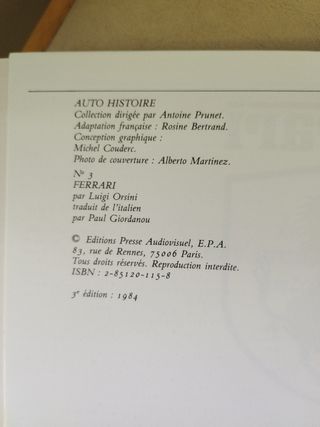 AUTO HISTOIRE
Collection dirigée par Antoine Prunet.
Adaptation française : Rosine Bertrand.
Conception graphique :
Michel Couderc.
Photo de couverture : Alberto Martinez.
Nº 3
FERRARI
par Luigi Orsini
traduit de l'italien
par Paul Giordanou
© Editions Presse Audiovisuel, E.P.A.
83, rue de Rennes, 75006 Paris.
Tous droits réservés. Reproduction interdite.
ISBN : 2-85120-115-8
3e édition : 1984